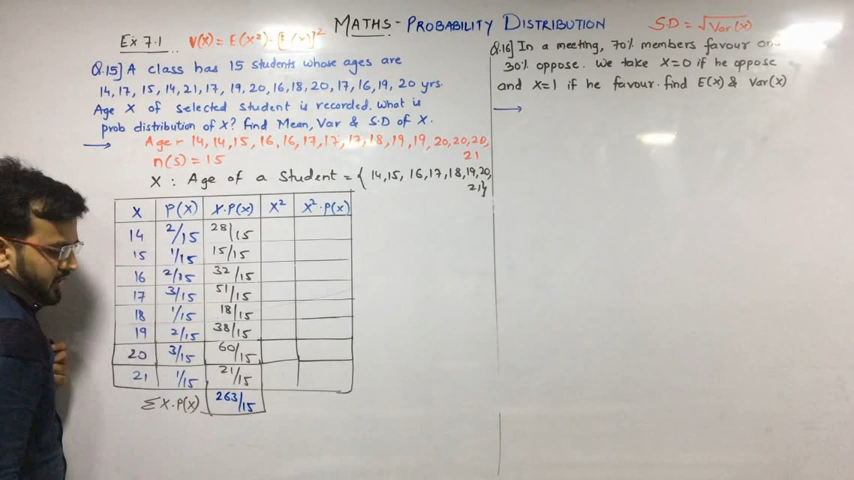 MATHS - PROBABILITY DISTRIBUTION
S.D = √Var(x)
Ex 7.1 V(x) = E(x²) - [E(x)]²
Q.15] A class has 15 students whose ages are
14, 17, 15, 14, 21, 17, 19, 20, 16, 18, 20, 17, 16, 19, 20 yrs.
Age X of selected student is recorded. What is
prob distribution of X? find Mean, Var & S.D of X.
→ Age - 14, 14, 15, 16, 16, 17, 17, 17, 18, 19, 19, 20, 20, 20,
21
n(s) = 15
X : Age of a Student = { 14, 15, 16, 17, 18, 19, 20,
21}
X P(X) X·P(X) X² X²·P(X)
14 2/15 28/15
15 1/15 15/15
16 2/15 32/15
17 3/15 51/15
18 1/15 18/15
19 2/15 38/15
20 3/15 60/15
21 1/15 21/15
ΣX·P(X) 263/15
Q.16] In a meeting, 70% members favour
30% oppose. We take X=0 if he oppose
and X=1 if he favour. find E(x) & Var(x)
→